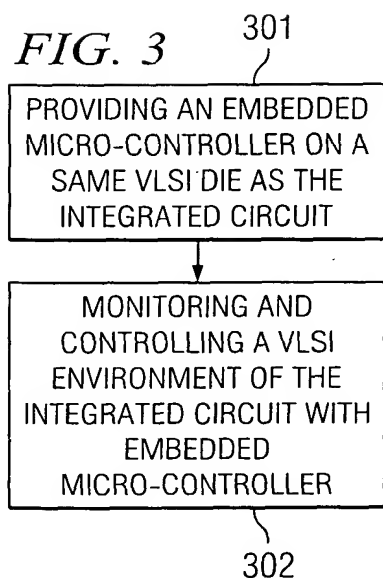 FIG. 3
301
PROVIDING AN EMBEDDED
MICRO-CONTROLLER ON A
SAME VLSI DIE AS THE
INTEGRATED CIRCUIT
MONITORING AND
CONTROLLING A VLSI
ENVIRONMENT OF THE
INTEGRATED CIRCUIT WITH
EMBEDDED
MICRO-CONTROLLER
302